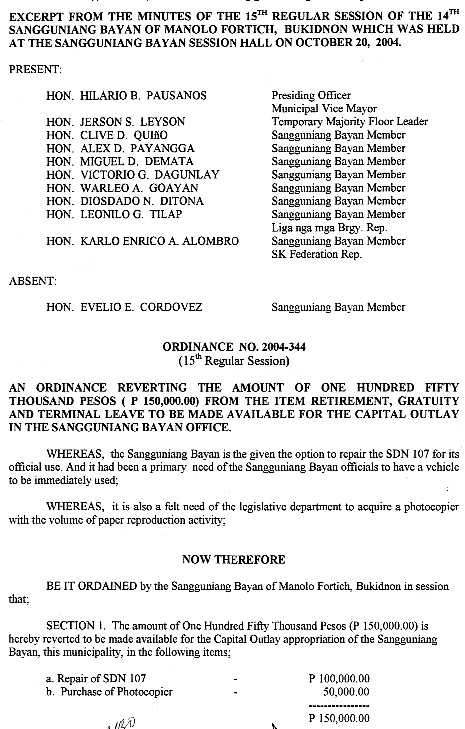 EXCERPT FROM THE MINUTES OF THE 15TH REGULAR SESSION OF THE 14TH
SANGGUNIANG BAYAN OF MANOLO FORTICH, BUKIDNON WHICH WAS HELD
AT THE SANGGUNIANG BAYAN SESSION HALL ON OCTOBER 20, 2004.
PRESENT:
HON. HILARIO B. PAUSANOS Presiding Officer
Municipal Vice Mayor
HON. JERSON S. LEYSON Temporary Majority Floor Leader
HON. CLIVE D. QUIÑO Sangguniang Bayan Member
HON. ALEX D. PAYANGGA Sangguniang Bayan Member
HON. MIGUEL D. DEMATA Sangguniang Bayan Member
HON. VICTORIO G. DAGUNLAY Sangguniang Bayan Member
HON. WARLEO A. GOAYAN Sangguniang Bayan Member
HON. DIOSDADO N. DITONA Sangguniang Bayan Member
HON. LEONILO G. TILAP Sangguniang Bayan Member
Liga nga mga Brgy. Rep.
HON. KARLO ENRICO A. ALOMBRO Sangguniang Bayan Member
SK Federation Rep.
ABSENT:
HON. EVELIO E. CORDOVEZ Sangguniang Bayan Member
ORDINANCE NO. 2004-344
(15th Regular Session)
AN ORDINANCE REVERTING THE AMOUNT OF ONE HUNDRED FIFTY
THOUSAND PESOS ( P 150,000.00) FROM THE ITEM RETIREMENT, GRATUITY
AND TERMINAL LEAVE TO BE MADE AVAILABLE FOR THE CAPITAL OUTLAY
IN THE SANGGUNIANG BAYAN OFFICE.
WHEREAS, the Sangguniang Bayan is the given the option to repair the SDN 107 for its
official use. And it had been a primary need of the Sangguniang Bayan officials to have a vehicle
to be immediately used;
WHEREAS, it is also a felt need of the legislative department to acquire a photocopier
with the volume of paper reproduction activity;
NOW THEREFORE
BE IT ORDAINED by the Sangguniang Bayan of Manolo Fortich, Bukidnon in session
that;
SECTION 1. The amount of One Hundred Fifty Thousand Pesos (P 150,000.00) is
hereby reverted to be made available for the Capital Outlay appropriation of the Sangguniang
Bayan, this municipality, in the following items;
a. Repair of SDN 107 - P 100,000.00
b. Purchase of Photocopier - 50,000.00
----------------
P 150,000.00